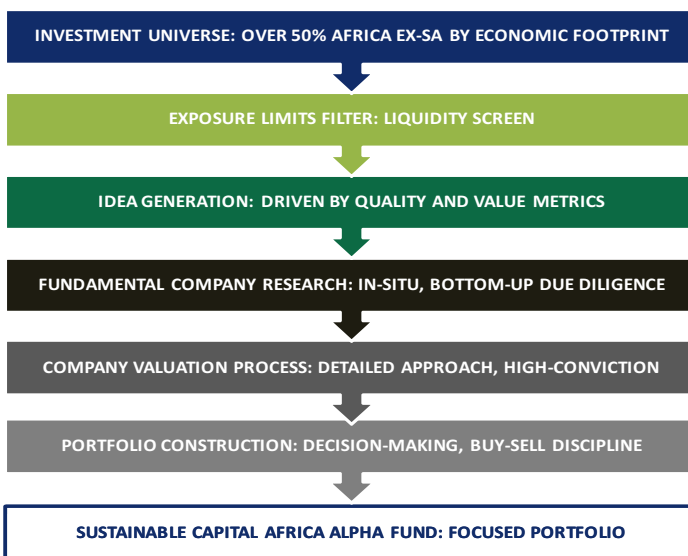 INVESTMENT UNIVERSE: OVER 50% AFRICA EX-SA BY ECONOMIC FOOTPRINT
EXPOSURE LIMITS FILTER: LIQUIDITY SCREEN
IDEA GENERATION: DRIVEN BY QUALITY AND VALUE METRICS
FUNDAMENTAL COMPANY RESEARCH: IN-SITU, BOTTOM-UP DUE DILIGENCE
COMPANY VALUATION PROCESS: DETAILED APPROACH, HIGH-CONVICTION
PORTFOLIO CONSTRUCTION: DECISION-MAKING, BUY-SELL DISCIPLINE
SUSTAINABLE CAPITAL AFRICA ALPHA FUND: FOCUSED PORTFOLIO